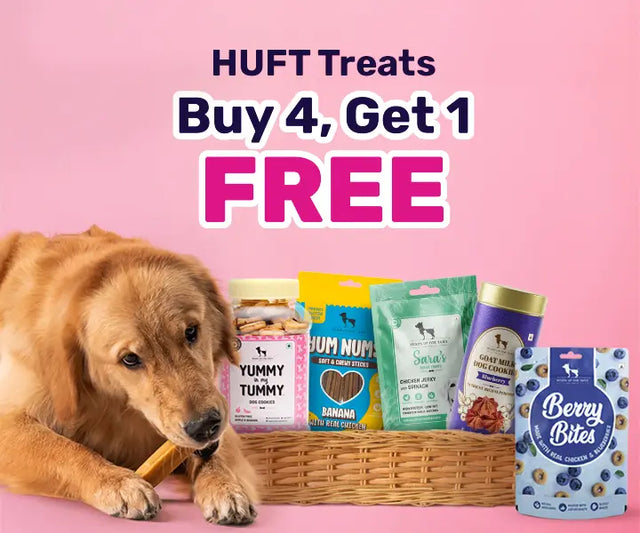 HUFT Treats
Buy 4, Get 1
FREE
YUMMY
in my
TUMMY
DOG COOKIES
YUM NUMS
SOFT & CHEWY STICKS
BANANA
WITH REAL CHICKEN
Sara's
CHICKEN JERKY
WITH SPINACH
GOAT MILK
DOG COOKIES
Blueberry
Berry
Bites
MADE WITH REAL CHICKEN & BLUEBERRIES